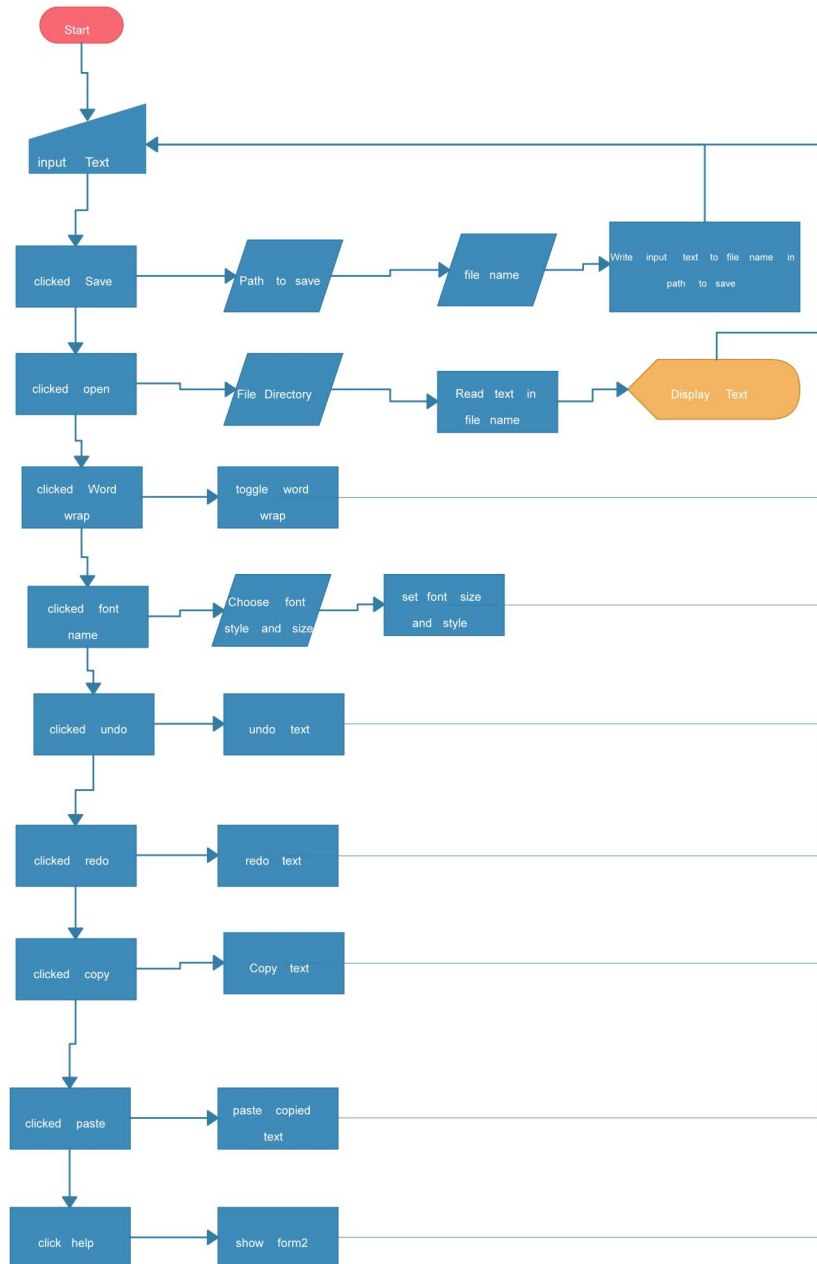 Start
input Text
clicked Save
Path to save
file name
Write input text to file name in
path to save
clicked open
File Directory
Read text in
file name
Display Text
clicked Word
wrap
toggle word
wrap
clicked font
name
Choose font
style and size
set font size
and style
clicked undo
undo text
clicked redo
redo text
clicked copy
Copy text
clicked paste
paste copied
text
click help
show form2